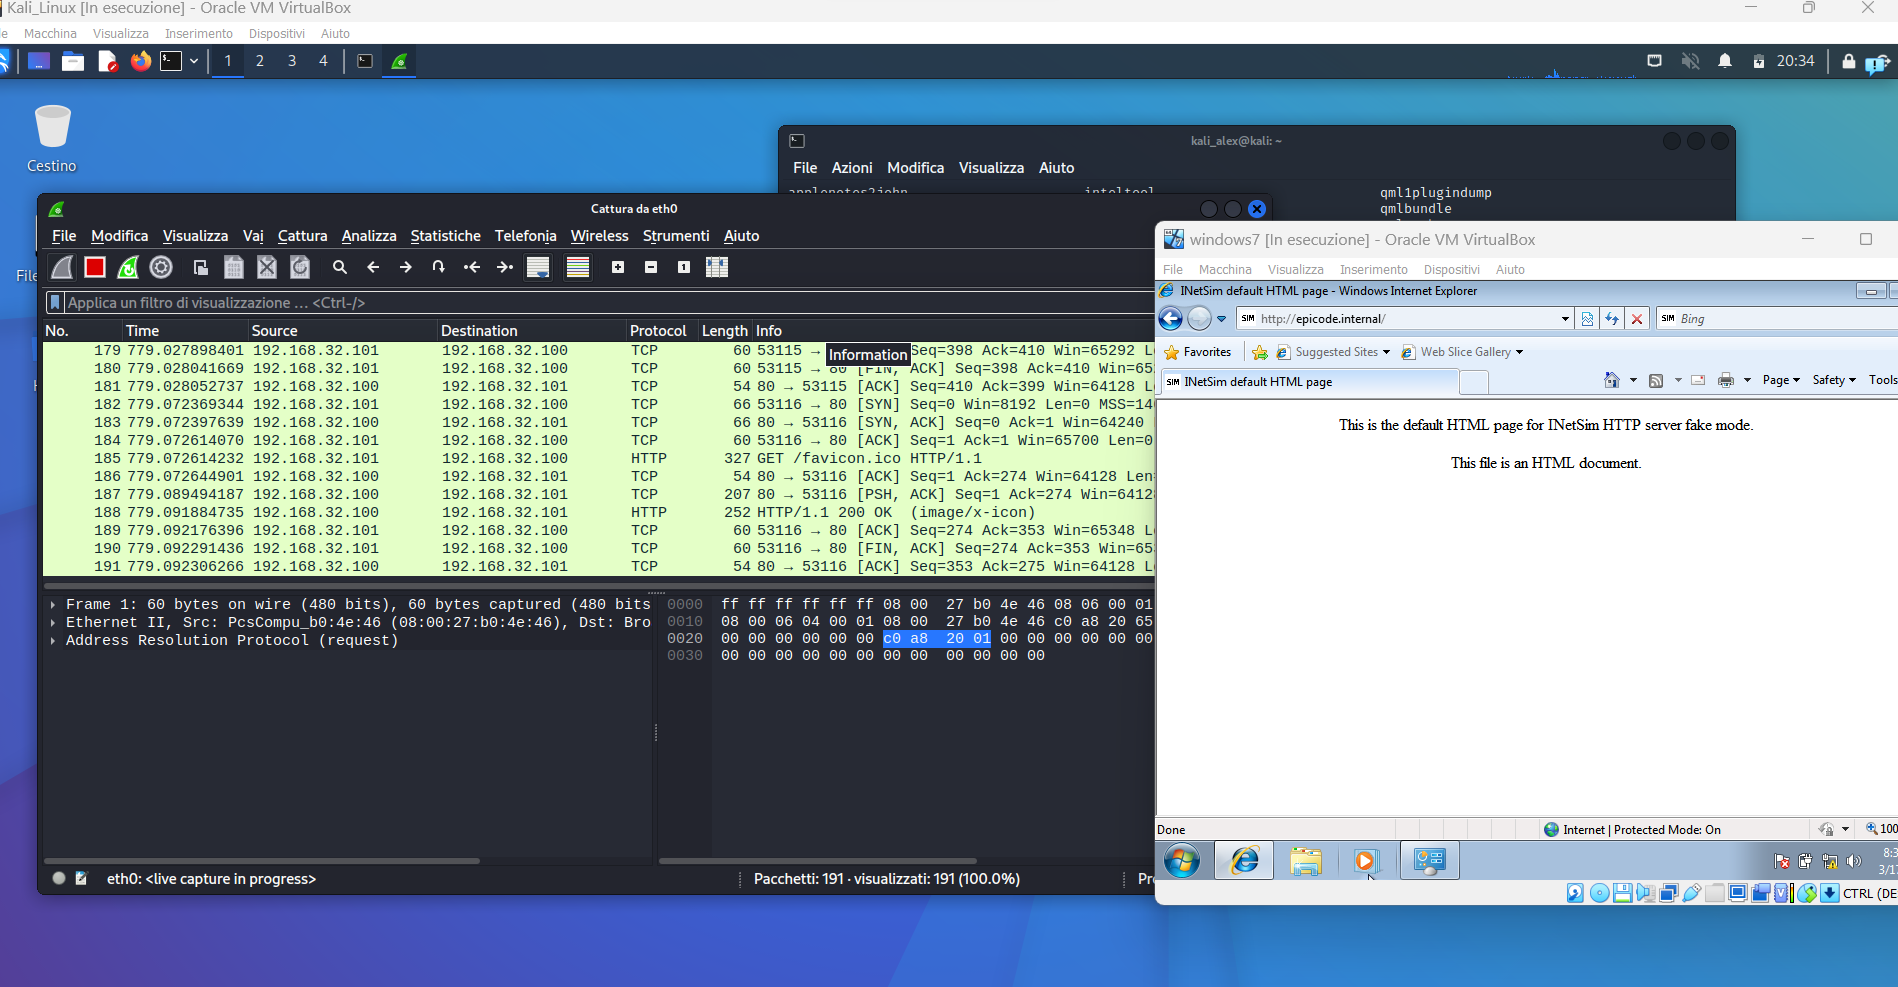 Kali_Linux [In esecuzione] - Oracle VM VirtualBox
Macchina Visualizza Inserimento Dispositivi Aiuto
1 2 3 4 20:34
Cestino
kali_alex@kali: ~
File Azioni Modifica Visualizza Aiuto
applenotes2john inteltool qml1plugindump
qmlbundle
Cattura da eth0
File Modifica Visualizza Vai Cattura Analizza Statistiche Telefonia Wireless Strumenti Aiuto
Applica un filtro di visualizzazione … <Ctrl-/>
No. Time Source Destination Protocol Length Info
179 779.027898401 192.168.32.101 192.168.32.100 TCP 60 53115 → Seq=398 Ack=410 Win=65292
Information
180 779.028041669 192.168.32.101 192.168.32.100 TCP 60 53115 → 80 [FIN, ACK] Seq=398 Ack=410
181 779.028052737 192.168.32.100 192.168.32.101 TCP 54 80 → 53115 [ACK] Seq=410 Ack=399 Win=64128
182 779.072369344 192.168.32.101 192.168.32.100 TCP 66 53116 → 80 [SYN] Seq=0 Win=8192 Len=0
183 779.072397639 192.168.32.100 192.168.32.101 TCP 66 80 → 53116 [SYN, ACK] Seq=0 Ack=1 Win=64240
184 779.072614070 192.168.32.101 192.168.32.100 TCP 60 53116 → 80 [ACK] Seq=1 Ack=1 Win=65700 Len=0
185 779.072614232 192.168.32.101 192.168.32.100 HTTP 327 GET /favicon.ico HTTP/1.1
186 779.072644901 192.168.32.100 192.168.32.101 TCP 54 80 → 53116 [ACK] Seq=1 Ack=274 Win=64128
187 779.089494187 192.168.32.100 192.168.32.101 TCP 207 80 → 53116 [PSH, ACK] Seq=1 Ack=274 Win=6412
188 779.091884735 192.168.32.100 192.168.32.101 HTTP 252 HTTP/1.1 200 OK (image/x-icon)
189 779.092176396 192.168.32.101 192.168.32.100 TCP 60 53116 → 80 [ACK] Seq=274 Ack=353 Win=65348
190 779.092291436 192.168.32.101 192.168.32.100 TCP 60 53116 → 80 [FIN, ACK] Seq=274 Ack=353
191 779.092306266 192.168.32.100 192.168.32.101 TCP 54 80 → 53116 [ACK] Seq=353 Ack=275 Win=64128
Frame 1: 60 bytes on wire (480 bits), 60 bytes captured (480 bits
Ethernet II, Src: PcsCompu_b0:4e:46 (08:00:27:b0:4e:46), Dst: Bro
Address Resolution Protocol (request)
0000 ff ff ff ff ff ff 08 00 27 b0 4e 46 08 06 00 01
0010 08 00 06 04 00 01 08 00 27 b0 4e 46 c0 a8 20 65
0020 00 00 00 00 00 00 c0 a8 20 01 00 00 00 00 00 00
0030 00 00 00 00 00 00 00 00 00 00 00 00
eth0: <live capture in progress> Pacchetti: 191 · visualizzati: 191 (100.0%)
windows7 [In esecuzione] - Oracle VM VirtualBox
File Macchina Visualizza Inserimento Dispositivi Aiuto
INetSim default HTML page - Windows Internet Explorer
SIM http://epicode.internal/ SIM Bing
Favorites Suggested Sites Web Slice Gallery
SIM INetSim default HTML page Page Safety Tools
This is the default HTML page for INetSim HTTP server fake mode.
This file is an HTML document.
Done Internet | Protected Mode: On 100
CTRL